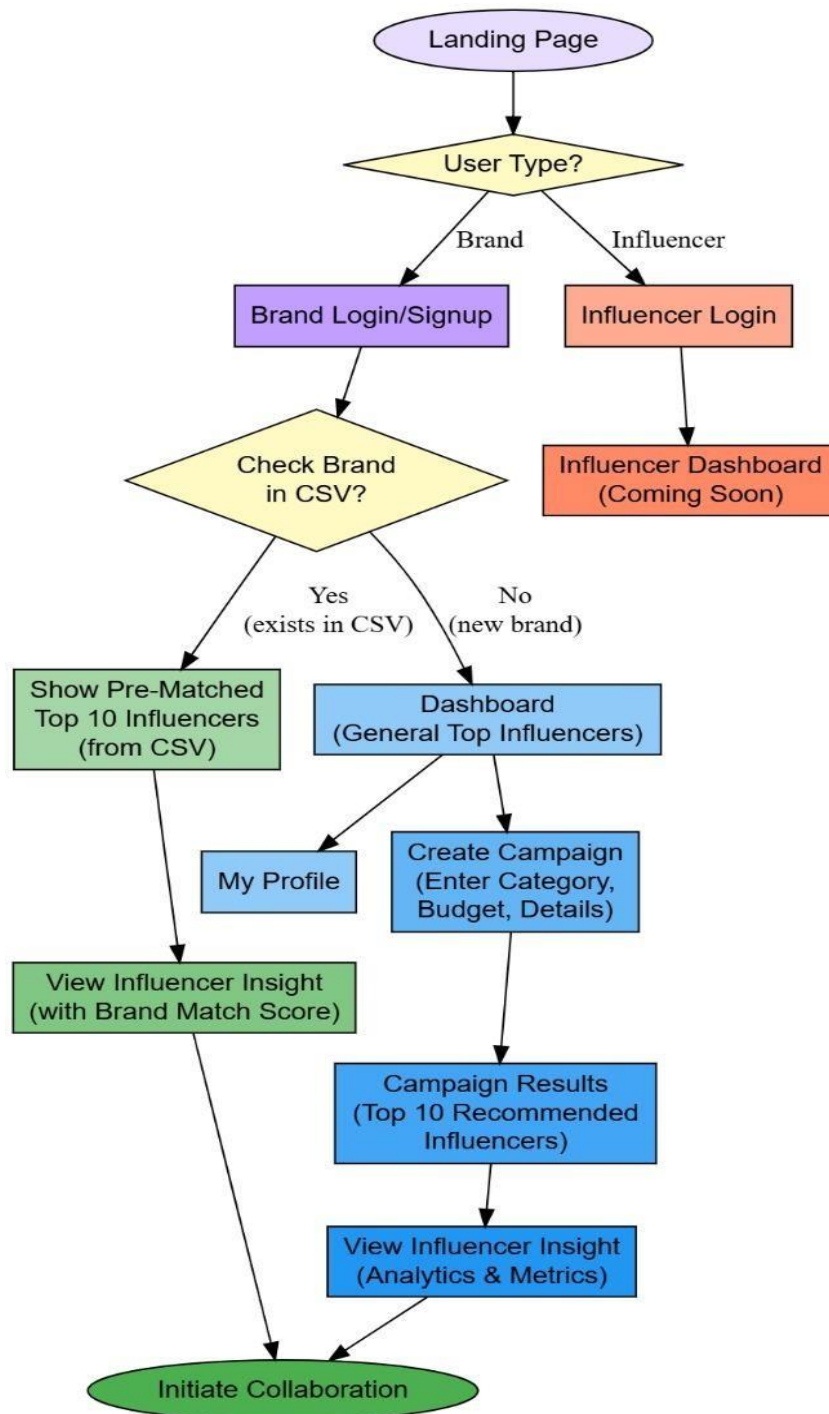 Landing Page
User Type?
Brand
Influencer
Brand Login/Signup
Influencer Login
Check Brand
in CSV?
Influencer Dashboard
(Coming Soon)
Yes
(exists in CSV)
No
(new brand)
Show Pre-Matched
Top 10 Influencers
(from CSV)
Dashboard
(General Top Influencers)
My Profile
Create Campaign
(Enter Category,
Budget, Details)
View Influencer Insight
(with Brand Match Score)
Campaign Results
(Top 10 Recommended
Influencers)
View Influencer Insight
(Analytics & Metrics)
Initiate Collaboration